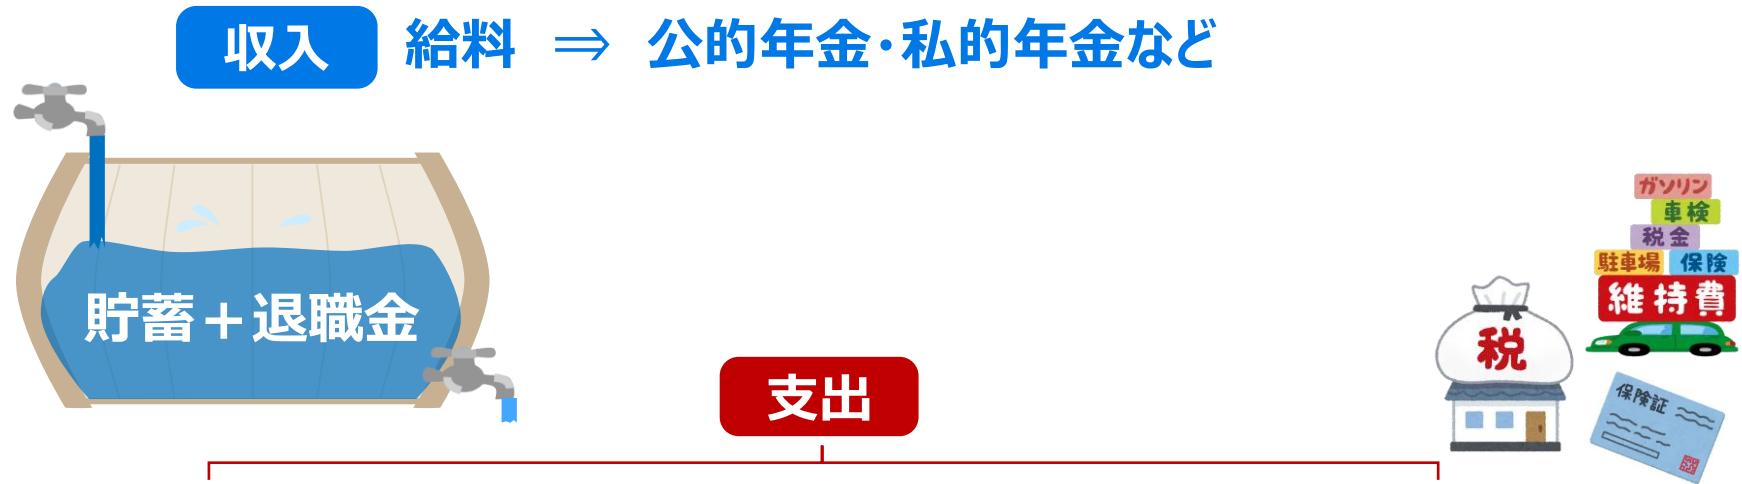 収入 給料 ⇒ 公的年金・私的年金など
ガソリン
車検
税金
駐車場 保険
維持費
貯蓄＋退職金
税
支出
保険証